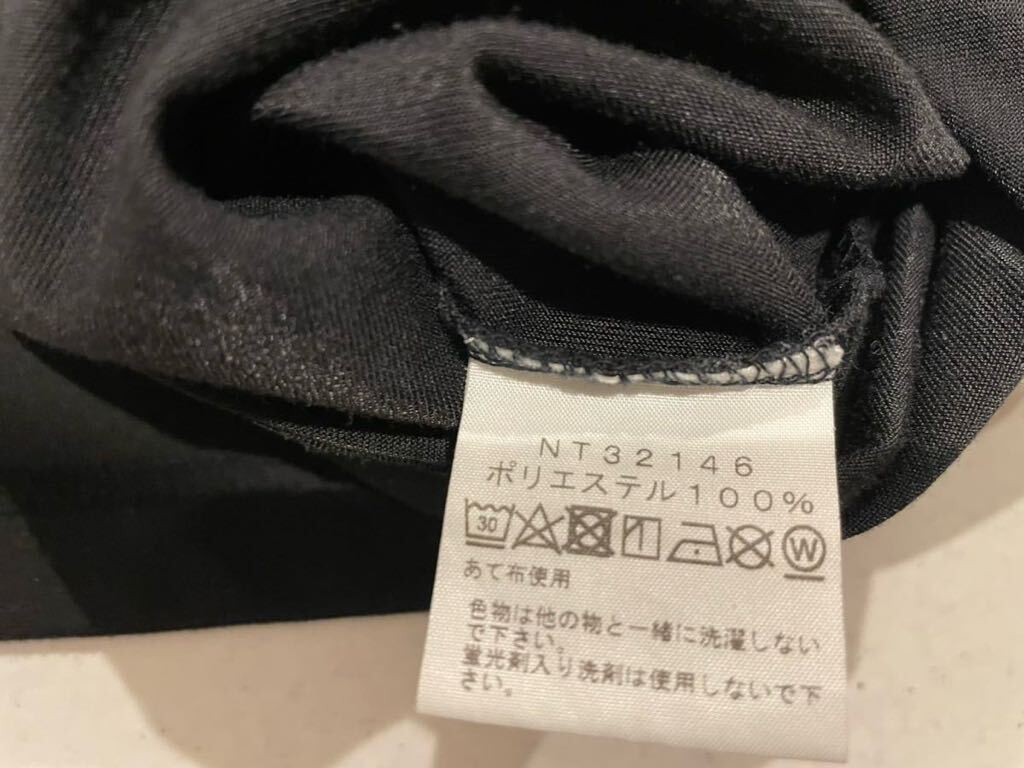 NT32146
ポリエステル100%
30 W
あて布使用
色物は他の物と一緒に洗濯しない
で下さい。
蛍光剤入り洗剤は使用しないで下
さい。